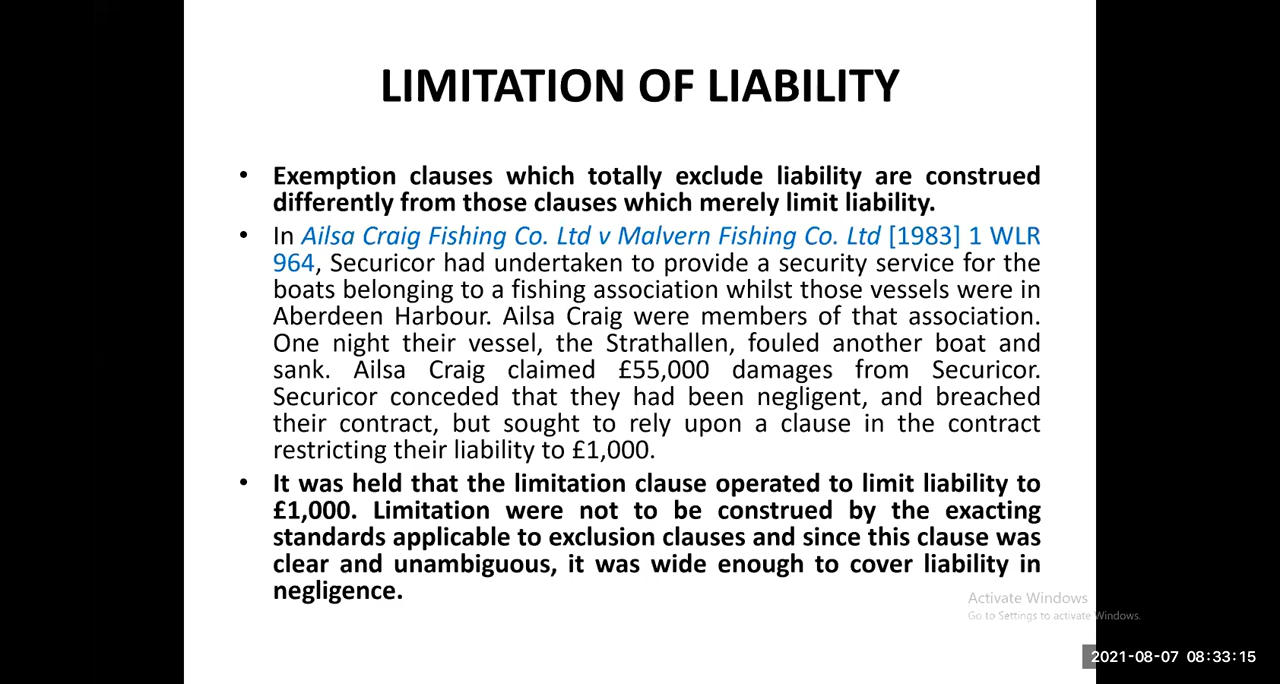 LIMITATION OF LIABILITY
• Exemption clauses which totally exclude liability are construed
differently from those clauses which merely limit liability.
• In Ailsa Craig Fishing Co. Ltd v Malvern Fishing Co. Ltd [1983] 1 WLR
964, Securicor had undertaken to provide a security service for the
boats belonging to a fishing association whilst those vessels were in
Aberdeen Harbour. Ailsa Craig were members of that association.
One night their vessel, the Strathallen, fouled another boat and
sank. Ailsa Craig claimed £55,000 damages from Securicor.
Securicor conceded that they had been negligent, and breached
their contract, but sought to rely upon a clause in the contract
restricting their liability to £1,000.
• It was held that the limitation clause operated to limit liability to
£1,000. Limitation were not to be construed by the exacting
standards applicable to exclusion clauses and since this clause was
clear and unambiguous, it was wide enough to cover liability in
negligence.
Activate Windows
Go to Settings to activate Windows.
2021-08-07 08:33:15